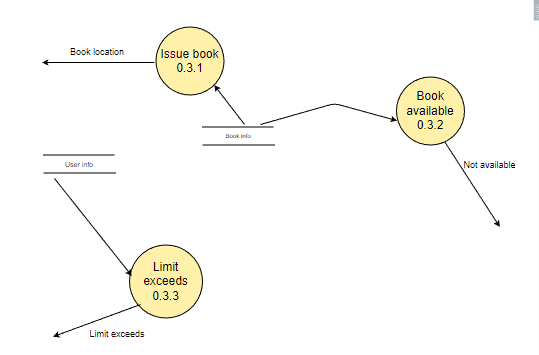 Book location
Issue book
0.3.1
Book
available
0.3.2
Book info
User info
Not available
Limit
exceeds
0.3.3
Limit exceeds